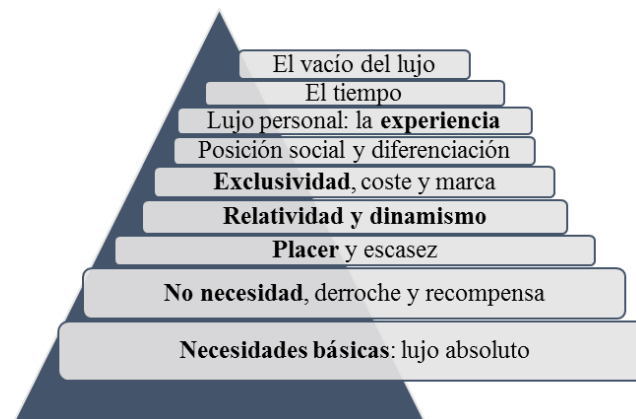 El vacío del lujo
El tiempo
Lujo personal: la experiencia
Posición social y diferenciación
Exclusividad, coste y marca
Relatividad y dinamismo
Placer y escasez
No necesidad, derroche y recompensa
Necesidades básicas: lujo absoluto